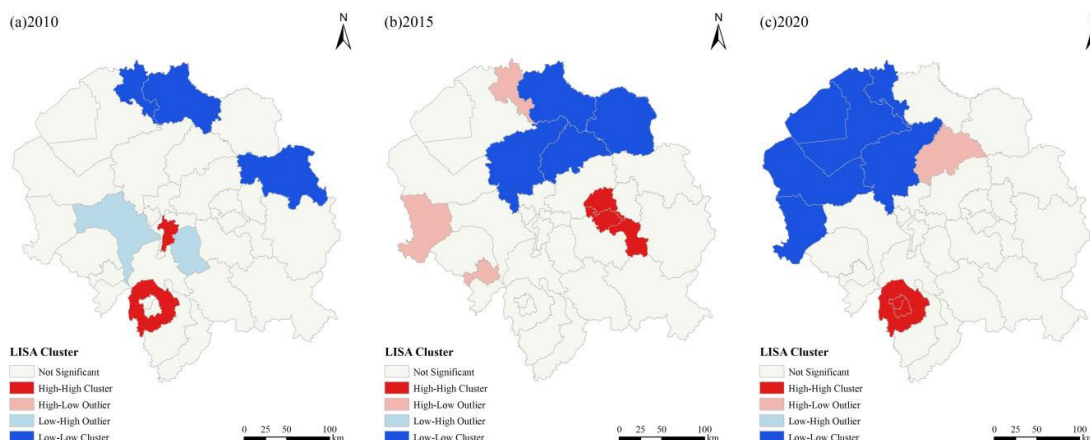 (a)2010
N
LISA Cluster
Not Significant
High-High Cluster
High-Low Outlier
Low-High Outlier
Low-Low Cluster
0 25 50 100
km
(b)2015
N
LISA Cluster
Not Significant
High-High Cluster
High-Low Outlier
Low-High Outlier
Low-Low Cluster
0 25 50 100
km
(c)2020
N
LISA Cluster
Not Significant
High-High Cluster
High-Low Outlier
Low-High Outlier
Low-Low Cluster
0 25 50 100
km